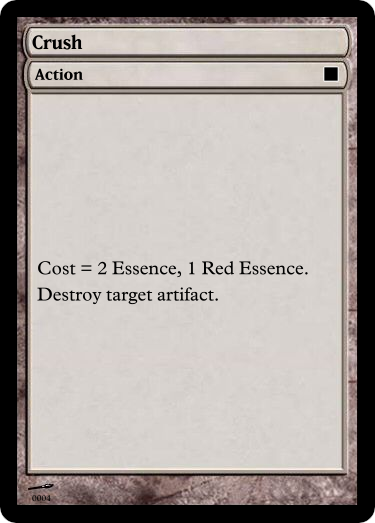 Crush
Action
Cost = 2 Essence, 1 Red Essence.
Destroy target artifact.
0004